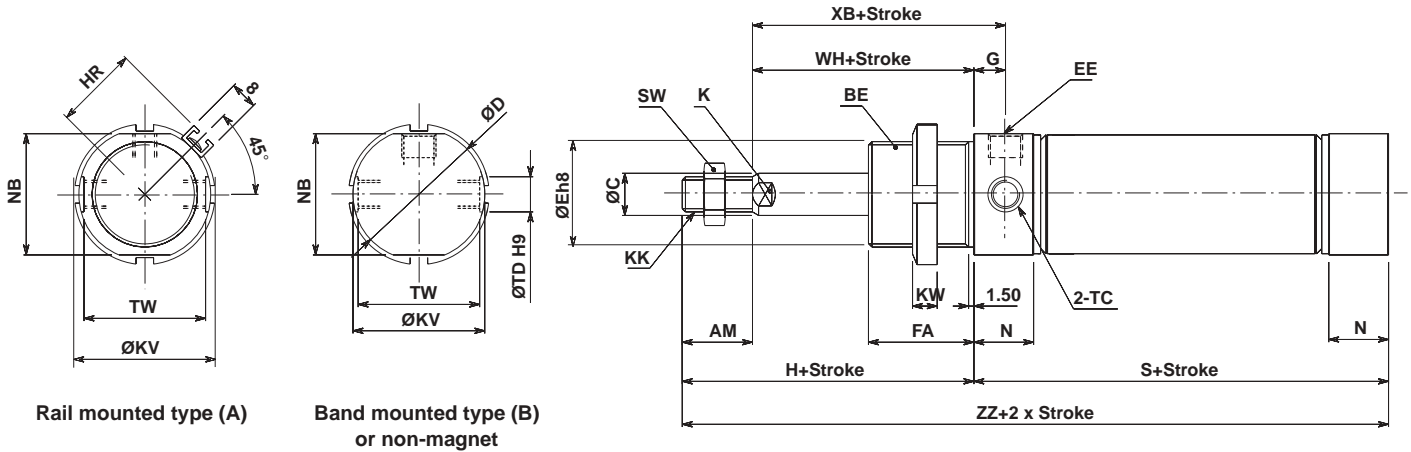 XB+Stroke
WH+Stroke
G
EE
HR
8
SW
K
BE
ØD
45°
NB
NB
ØEh8
ØC
ØTD H9
KK
TW
TW
KW
1.50
2-TC
ØKV
ØKV
AM
FA
N
N
H+Stroke
S+Stroke
ZZ+2 x Stroke
Rail mounted type (A)
Band mounted type (B)
or non-magnet